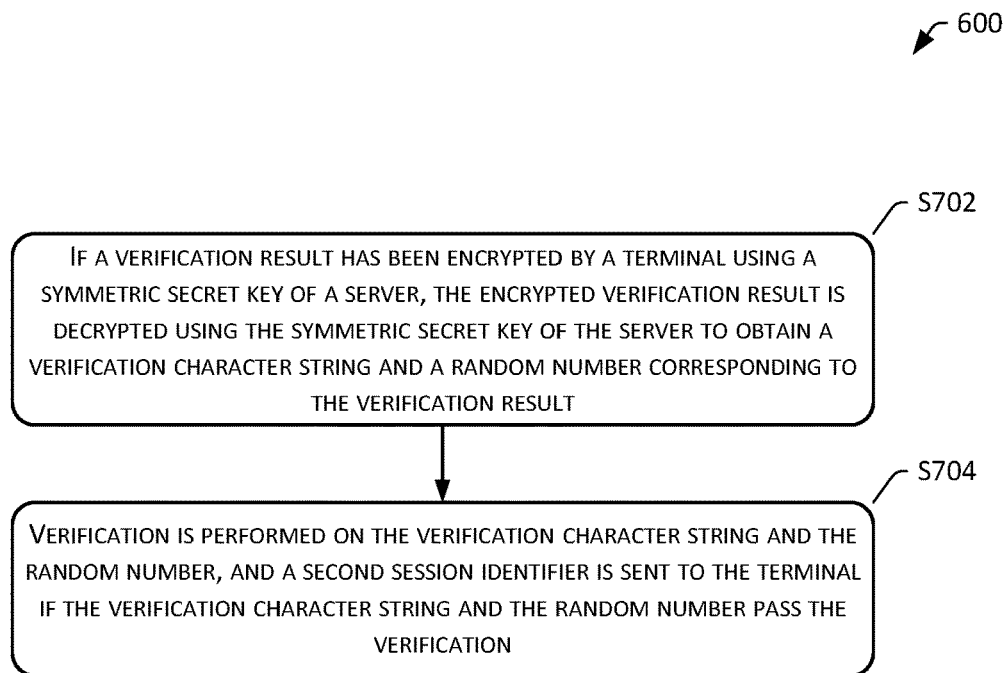 600
S702
IF A VERIFICATION RESULT HAS BEEN ENCRYPTED BY A TERMINAL USING A
SYMMETRIC SECRET KEY OF A SERVER, THE ENCRYPTED VERIFICATION RESULT IS
DECRYPTED USING THE SYMMETRIC SECRET KEY OF THE SERVER TO OBTAIN A
VERIFICATION CHARACTER STRING AND A RANDOM NUMBER CORRESPONDING TO
THE VERIFICATION RESULT
S704
VERIFICATION IS PERFORMED ON THE VERIFICATION CHARACTER STRING AND THE
RANDOM NUMBER, AND A SECOND SESSION IDENTIFIER IS SENT TO THE TERMINAL
IF THE VERIFICATION CHARACTER STRING AND THE RANDOM NUMBER PASS THE
VERIFICATION